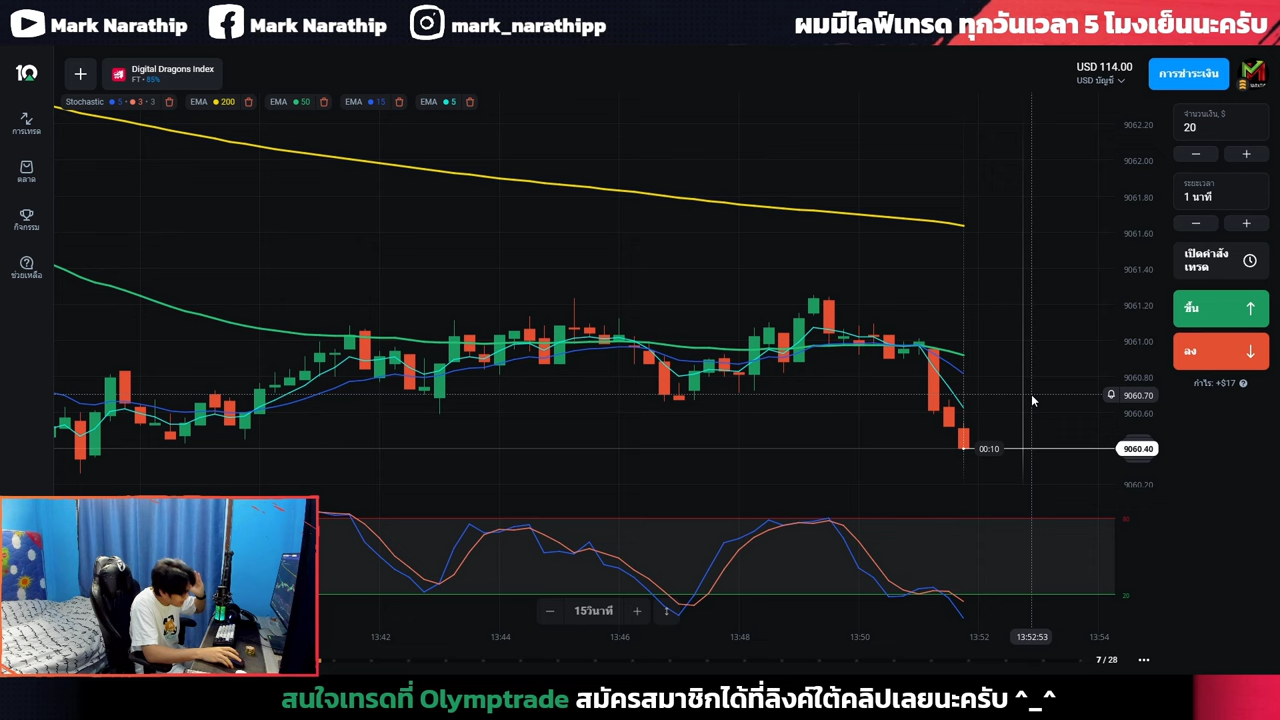 Mark Narathip Mark Narathip mark_narathipp
ผมมีไลฟ์เทรด ทุกวันเวลา 5 โมงเย็นนะครับ
10
+
Digital Dragons Index
FT • 85%
USD 114.00
USD บัญชี
การชำระเงิน
Stochastic 5 • 3 • 3 EMA 200 EMA 50 EMA 15 EMA 5
การเทรด
ตลาด
กิจกรรม
ช่วยเหลือ
9062.20
9062.00
9061.80
9061.60
9061.40
9061.20
9061.00
9060.80
9060.70
9060.60
00:10
9060.40
9060.20
จำนวนเงิน, $
20
ระยะเวลา
1 นาที
เปิดคำสั่ง
เทรด
ขึ้น
ลง
กำไร: +$17
80
20
15วินาที
13:42 13:44 13:46 13:48 13:50 13:52 13:52:53 13:54
7 / 28
สนใจเทรดที่ Olymptrade สมัครสมาชิกได้ที่ลิงค์ใต้คลิปเลยนะครับ ^_^